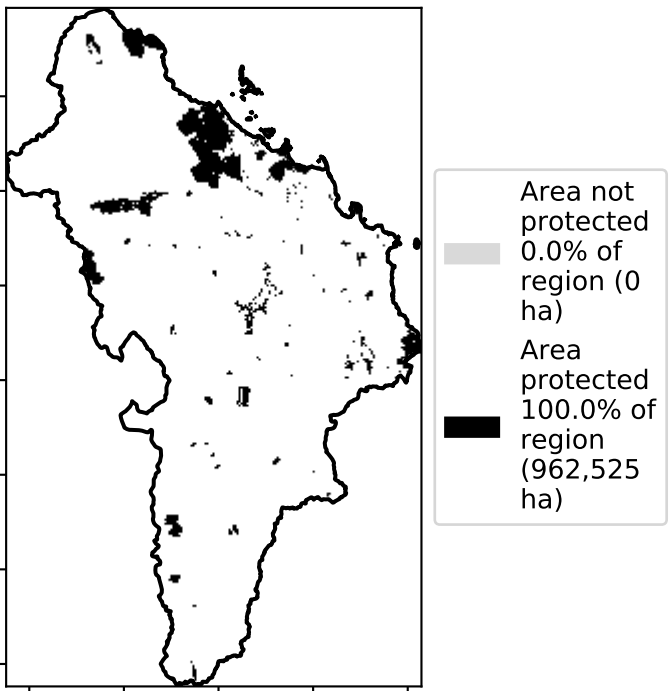 Area not
protected
0.0% of
region (0
ha)
Area
protected
100.0% of
region
(962,525
ha)